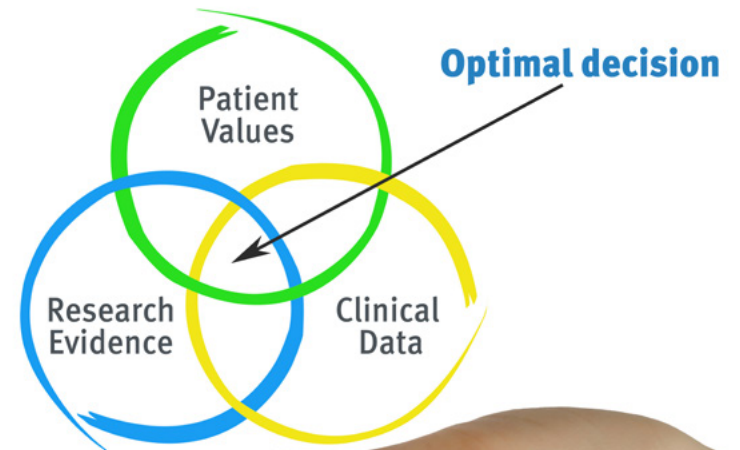 Optimal decision
Patient
Values
Research
Evidence
Clinical
Data